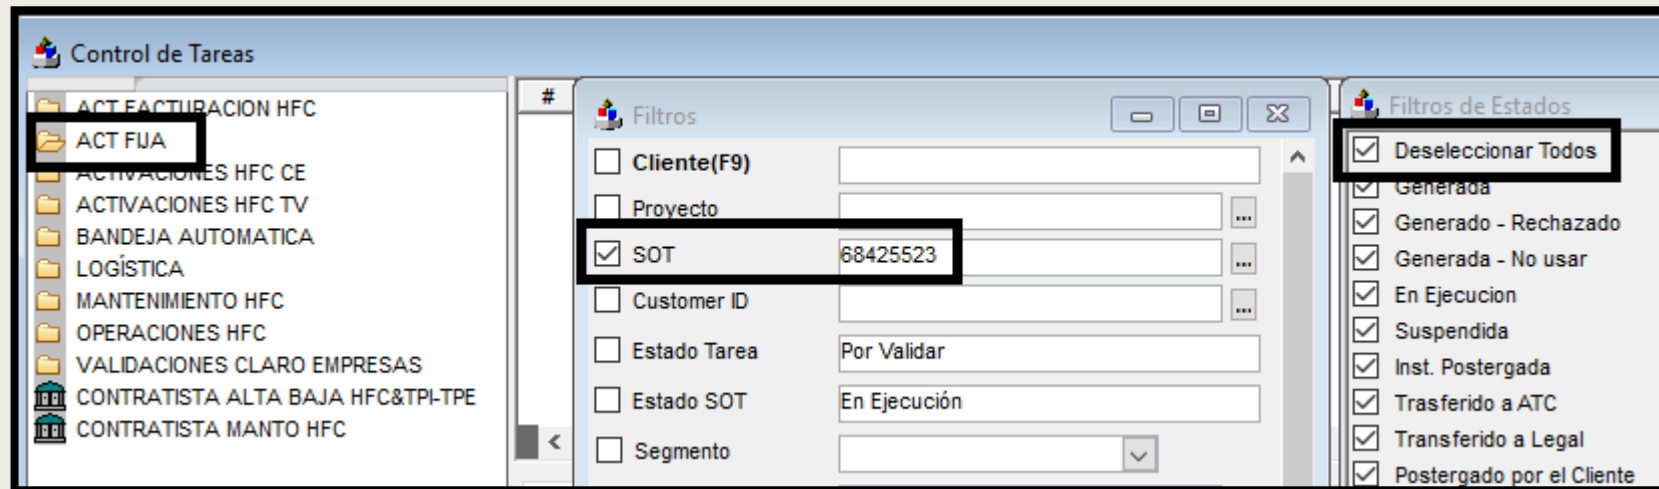 Control de Tareas
ACT FACTURACION HFC
ACT FIJA
ACTIVACIONES HFC CE
ACTIVACIONES HFC TV
BANDEJA AUTOMATICA
LOGÍSTICA
MANTENIMIENTO HFC
OPERACIONES HFC
VALIDACIONES CLARO EMPRESAS
CONTRATISTA ALTA BAJA HFC&TPI-TPE
CONTRATISTA MANTO HFC
#
Filtros
Cliente(F9)
Proyecto
...
SOT 68425523
...
Customer ID
...
Estado Tarea Por Validar
Estado SOT En Ejecución
Segmento
Filtros de Estados
Deseleccionar Todos
Generada
Generado - Rechazado
Generada - No usar
En Ejecucion
Suspendida
Inst. Postergada
Trasferido a ATC
Transferido a Legal
Postergado por el Cliente